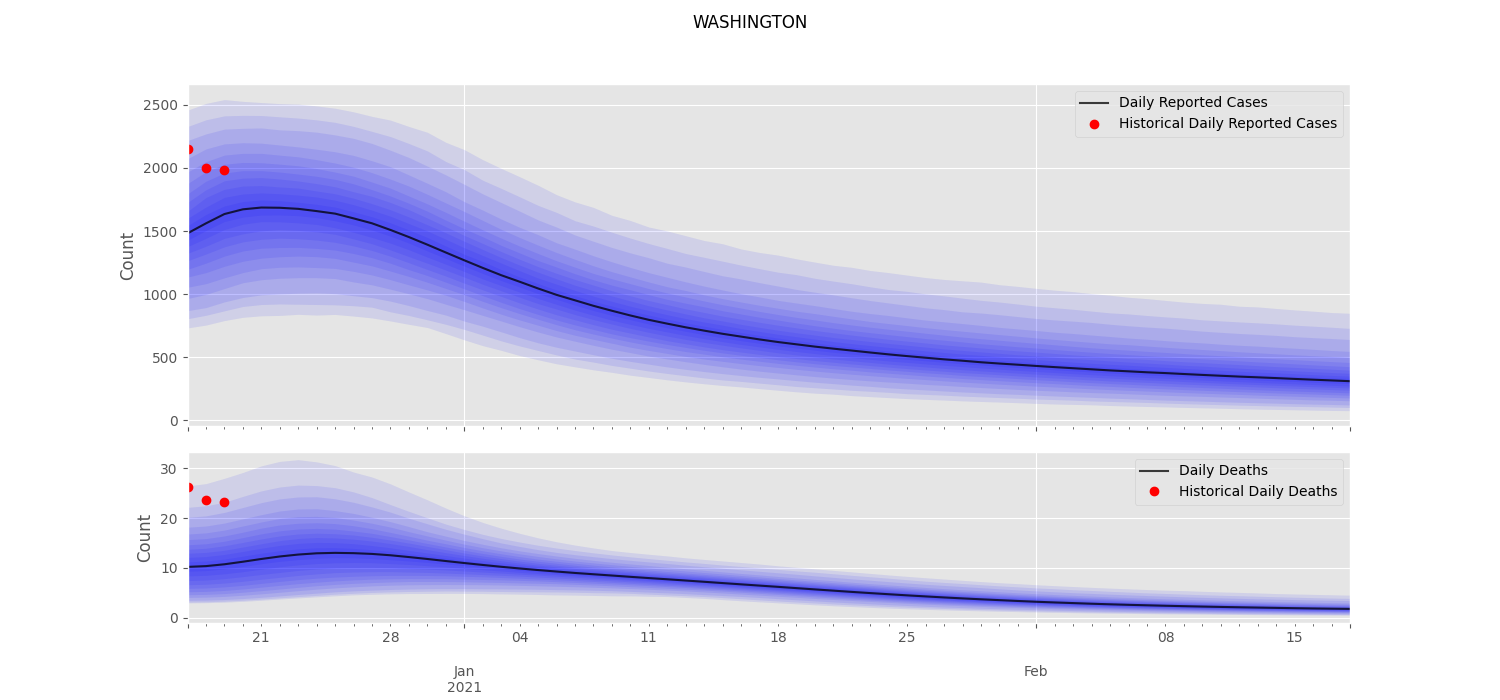 WASHINGTON
2500
2000
1500
1000
500
0
Count
Daily Reported Cases
Historical Daily Reported Cases
30
20
10
0
Count
Daily Deaths
Historical Daily Deaths
21 28 04 11 18 25 08 15
Jan Feb
2021